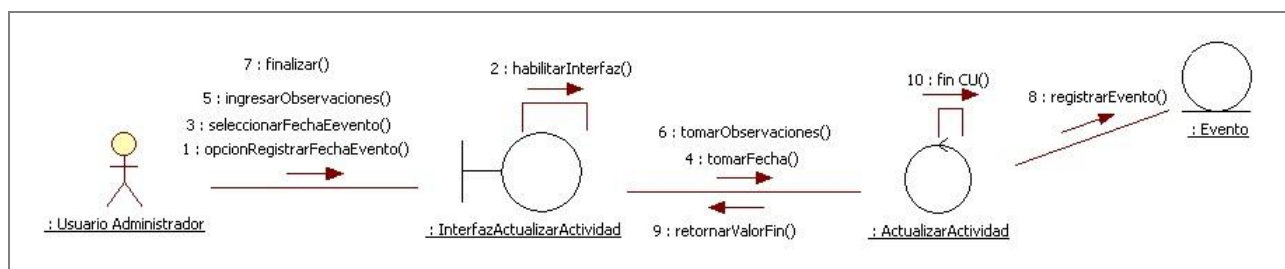 7 : finalizar()
5 : ingresarObservaciones()
3 : seleccionarFechaEevento()
1 : opcionRegistrarFechaEvento()
: Usuario Administrador
2 : habilitarInterfaz()
: InterfazActualizarActividad
6 : tomarObservaciones()
4 : tomarFecha()
9 : retornarValorFin()
10 : fin CU()
: ActualizarActividad
8 : registrarEvento()
: Evento